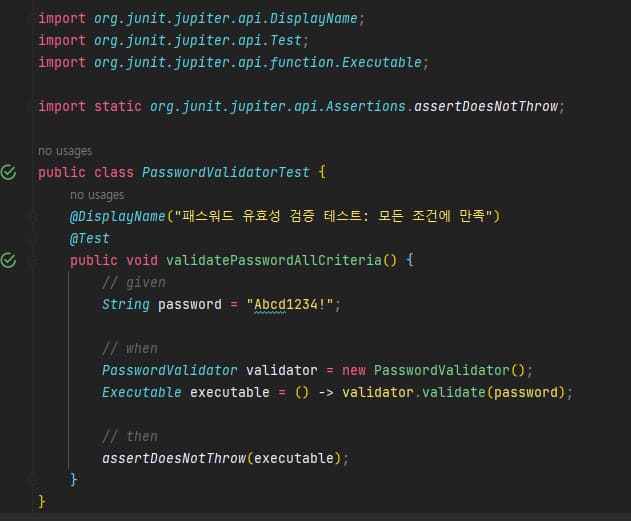 import org.junit.jupiter.api.DisplayName;
import org.junit.jupiter.api.Test;
import org.junit.jupiter.api.function.Executable;
import static org.junit.jupiter.api.Assertions.assertDoesNotThrow;
no usages
public class PasswordValidatorTest {
no usages
@DisplayName("패스워드 유효성 검증 테스트: 모든 조건에 만족")
@Test
public void validatePasswordAllCriteria() {
// given
String password = "Abcd1234!";
// when
PasswordValidator validator = new PasswordValidator();
Executable executable = () -> validator.validate(password);
// then
assertDoesNotThrow(executable);
}
}